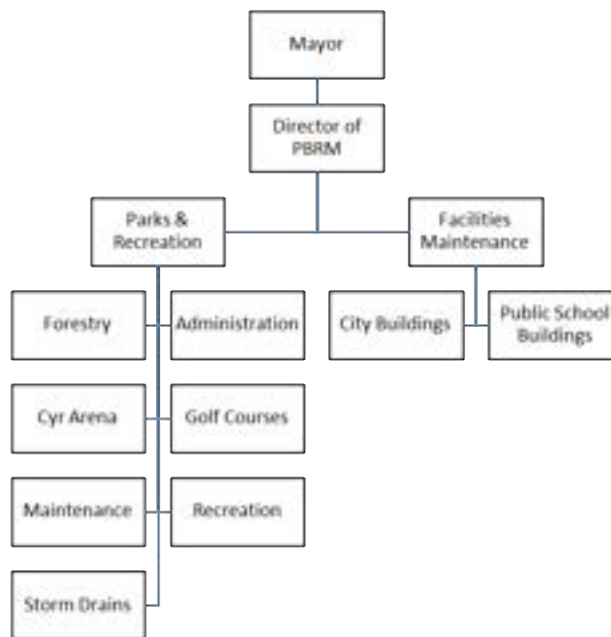 Mayor
Director of
PBRM
Parks &
Recreation
Facilities
Maintenance
Forestry
Administration
City Buildings
Public School
Buildings
Cyr Arena
Golf Courses
Maintenance
Recreation
Storm Drains